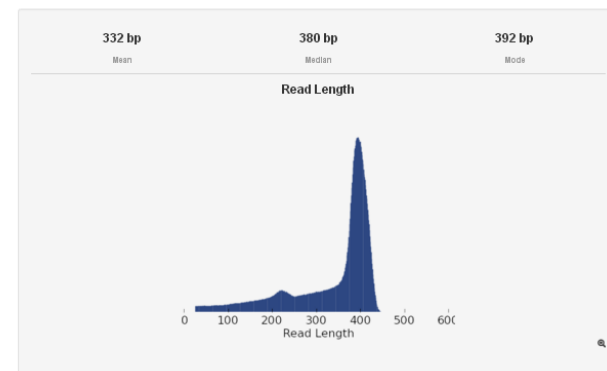 332 bp 380 bp 392 bp
Mean Median Mode
Read Length
0 100 200 300 400 500 600
Read Length